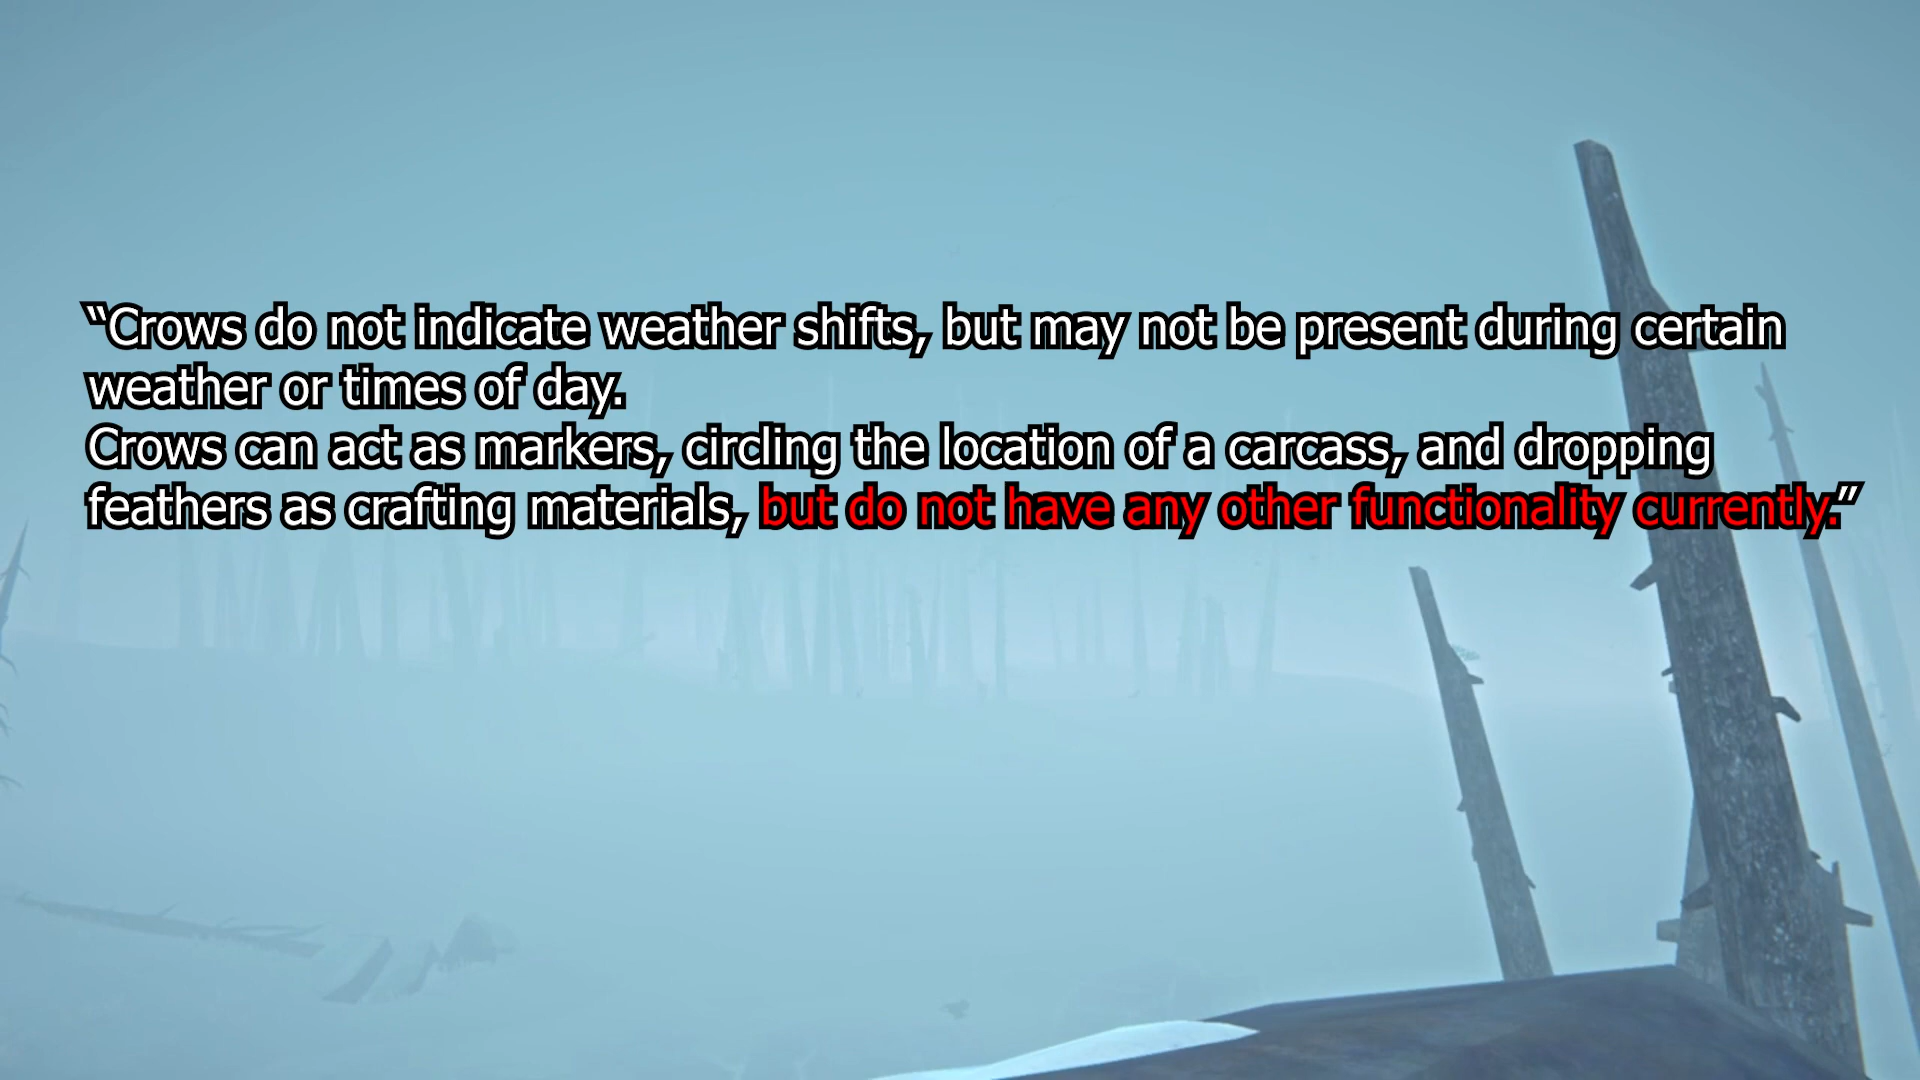 “Crows do not indicate weather shifts, but may not be present during certain
weather or times of day.
Crows can act as markers, circling the location of a carcass, and dropping
feathers as crafting materials, but do not have any other functionality currently.”